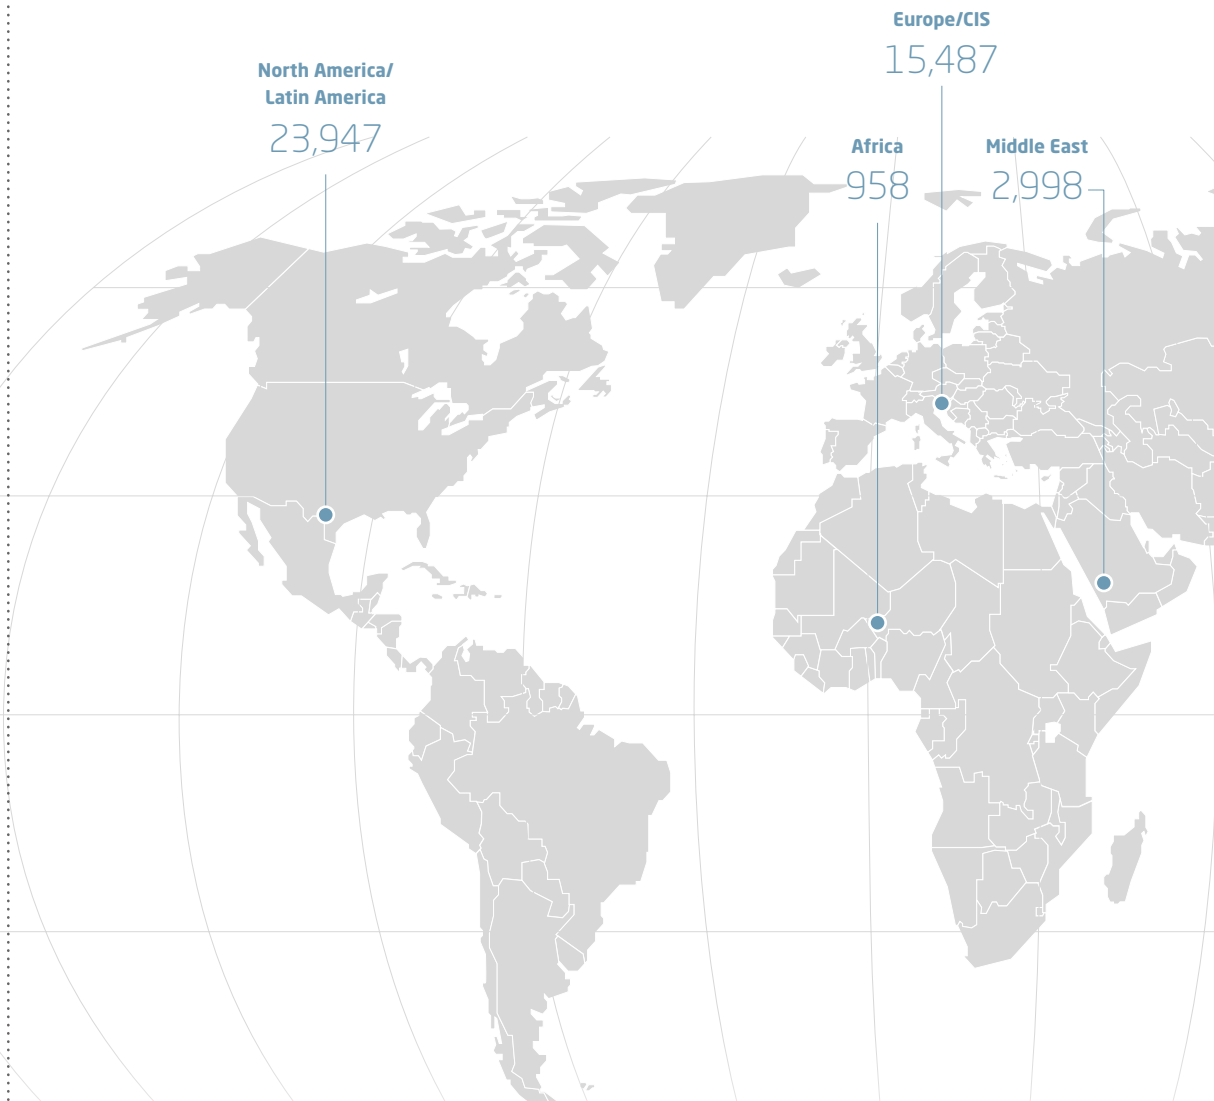 Europe/CIS
15,487
North America/
Latin America
23,947
Africa
958
Middle East
2,998